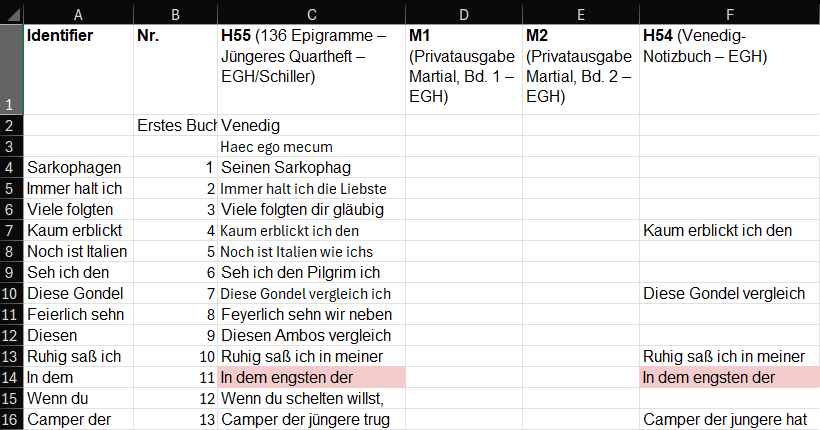 A B C D E F
1 Identifier Nr. H55 (136 Epigramme – Jüngeres Quartheft – EGH/Schiller) M1 (Privatausgabe Martial, Bd. 1 – EGH) M2 (Privatausgabe Martial, Bd. 2 – EGH) H54 (Venedig-Notizbuch – EGH)
2 Erstes Buch Venedig
3 Haec ego mecum
4 Sarkophagen 1 Seinen Sarkophag
5 Immer halt ich 2 Immer halt ich die Liebste
6 Viele folgten 3 Viele folgten dir gläubig
7 Kaum erblickt 4 Kaum erblickt ich den Kaum erblickt ich den
8 Noch ist Italien 5 Noch ist Italien wie ichs
9 Seh ich den 6 Seh ich den Pilgrim ich
10 Diese Gondel 7 Diese Gondel vergleich ich Diese Gondel vergleich
11 Feierlich sehn 8 Feyerlich sehn wir neben
12 Diesen 9 Diesen Ambos vergleich
13 Ruhig saß ich 10 Ruhig saß ich in meiner Ruhig saß ich in meiner
14 In dem 11 In dem engsten der In dem engsten der
15 Wenn du 12 Wenn du schelten willst,
16 Camper der 13 Camper der jüngere trug Camper der jungere hat